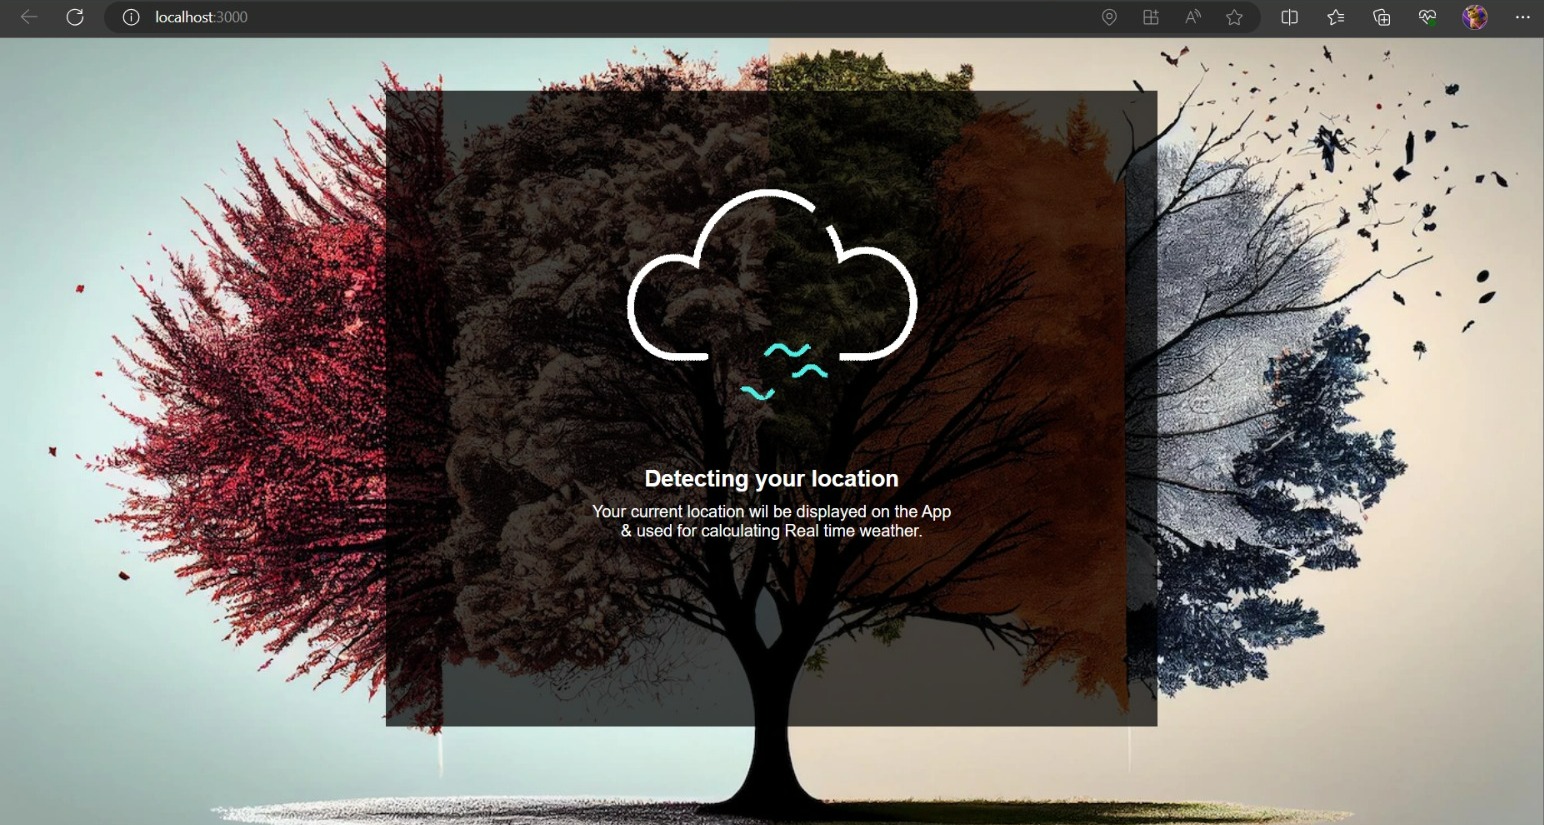 localhost:3000
Detecting your location
Your current location wil be displayed on the App
& used for calculating Real time weather.